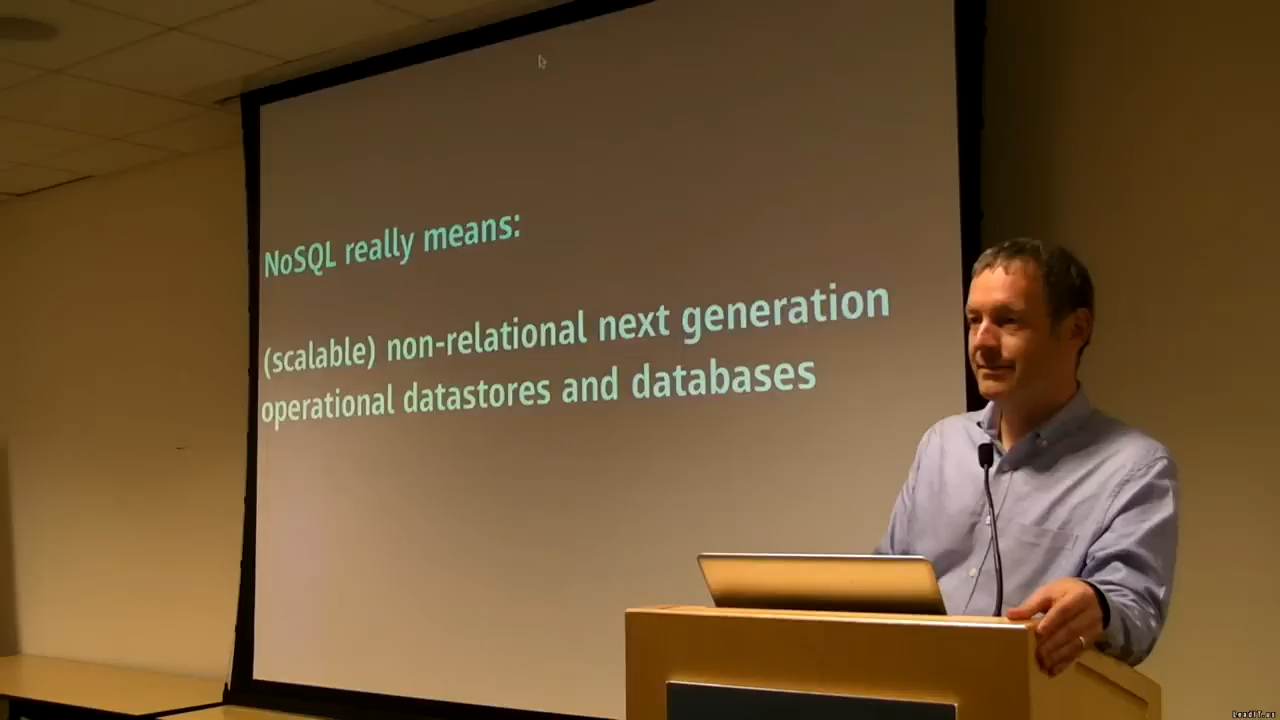 NoSQL really means:
(scalable) non-relational next generation
operational datastores and databases